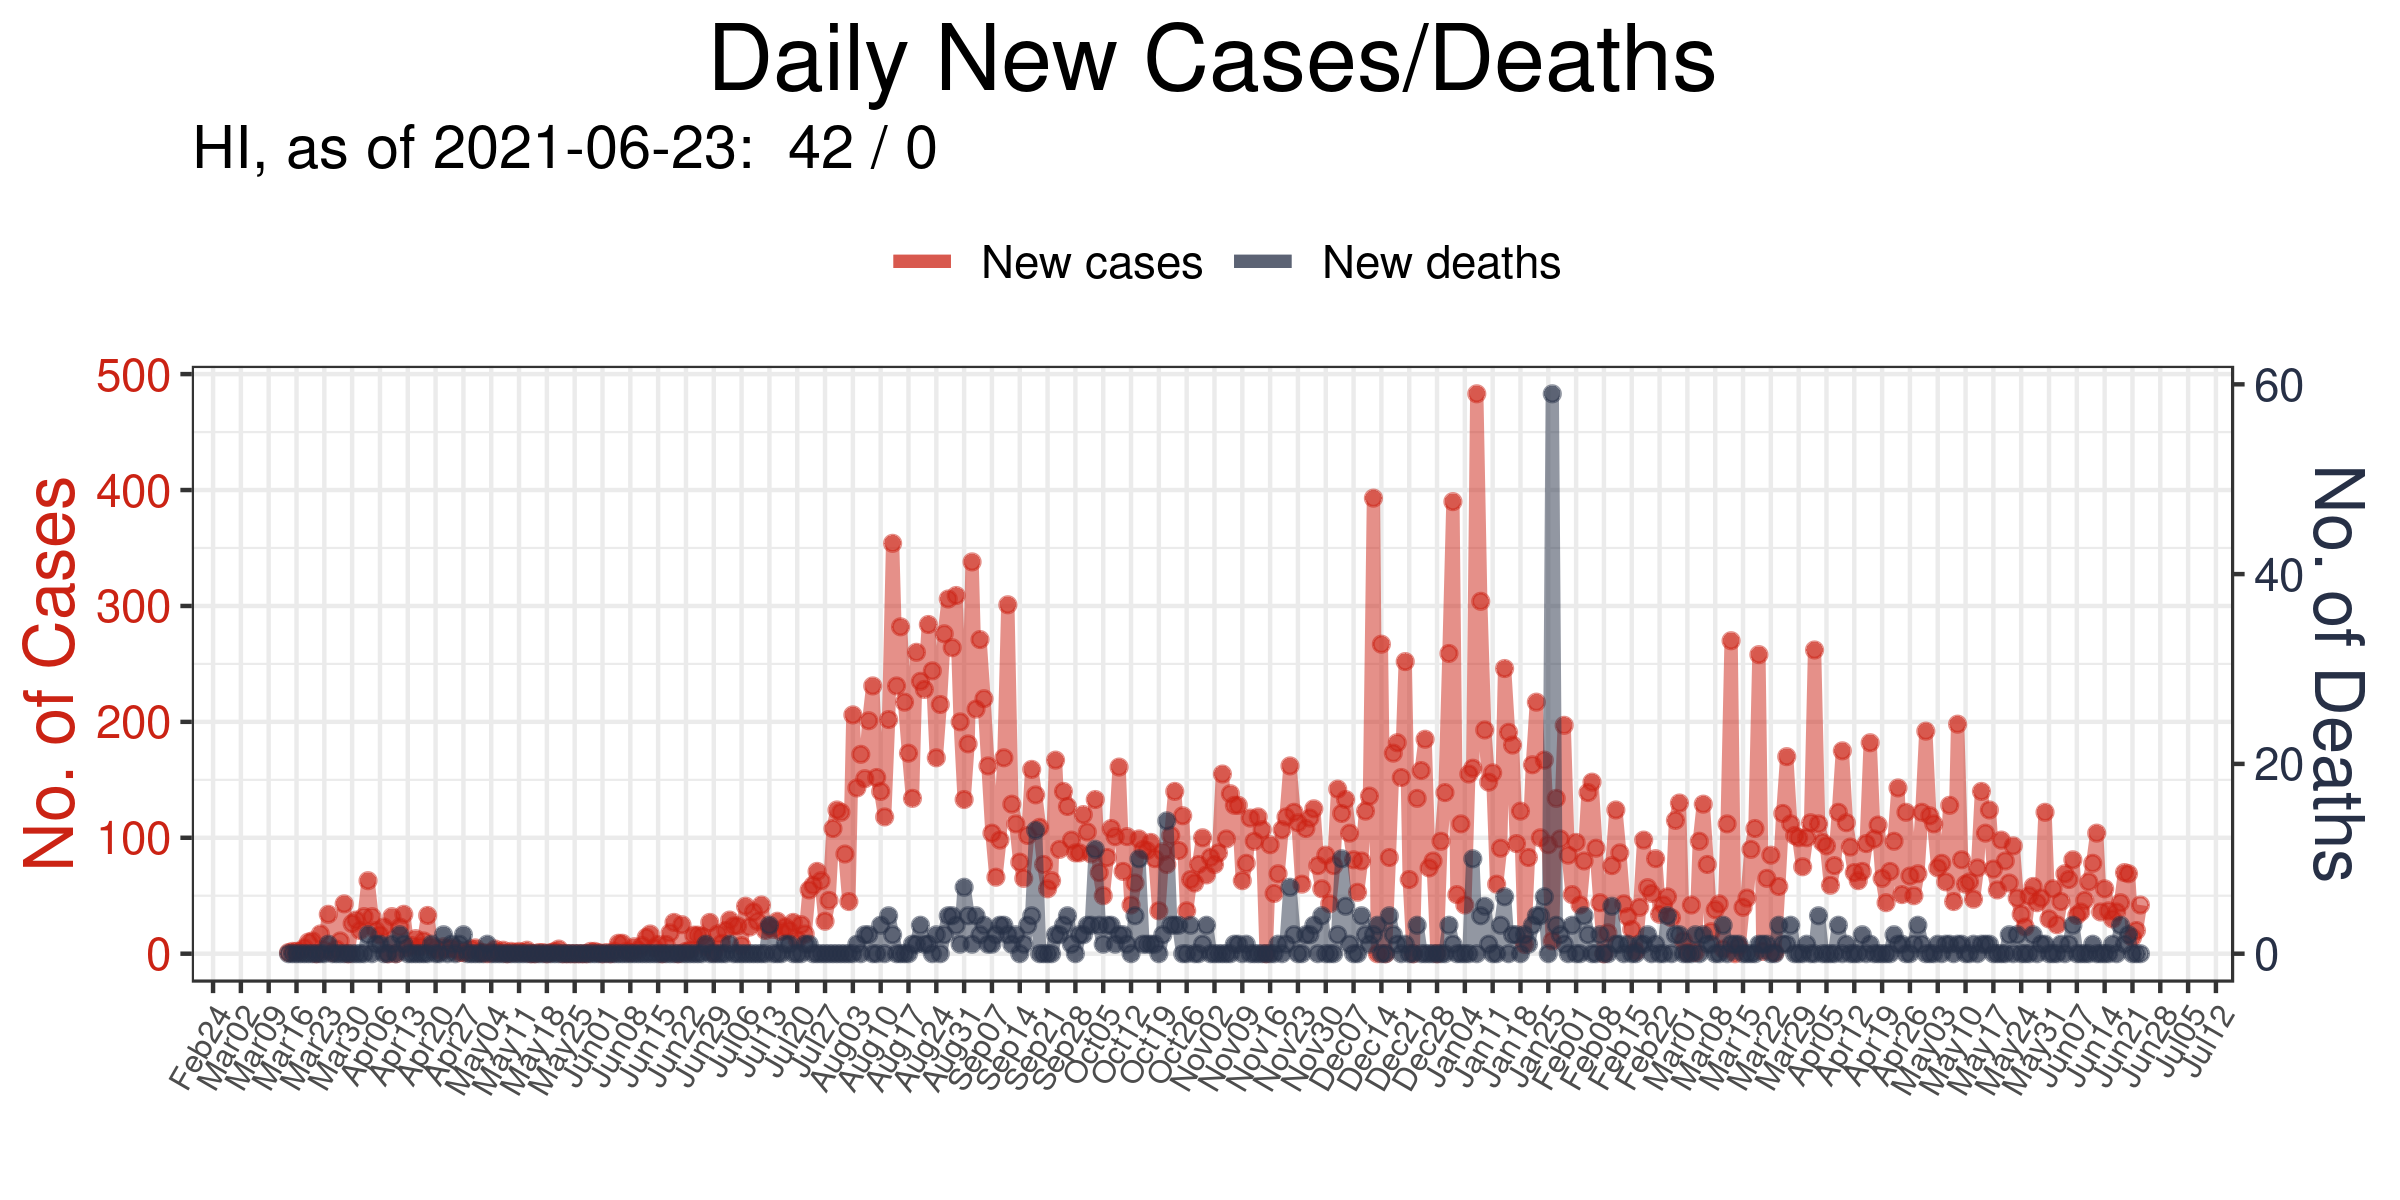 Daily New Cases/Deaths
HI, as of 2021-06-23:  42 / 0
New cases
New deaths
No. of Cases
500
400
300
200
100
0
60
40
20
0
No. of Deaths
Feb24
Mar02
Mar09
Mar16
Mar23
Mar30
Apr06
Apr13
Apr20
Apr27
May04
May11
May18
May25
Jun01
Jun08
Jun15
Jun22
Jun29
Jul06
Jul13
Jul20
Jul27
Aug03
Aug10
Aug17
Aug24
Aug31
Sep07
Sep14
Sep21
Sep28
Oct05
Oct12
Oct19
Oct26
Nov02
Nov09
Nov16
Nov23
Nov30
Dec07
Dec14
Dec21
Dec28
Jan04
Jan11
Jan18
Jan25
Feb01
Feb08
Feb15
Feb22
Mar01
Mar08
Mar15
Mar22
Mar29
Apr05
Apr12
Apr19
Apr26
May03
May10
May17
May24
May31
Jun07
Jun14
Jun21
Jun28
Jul05
Jul12